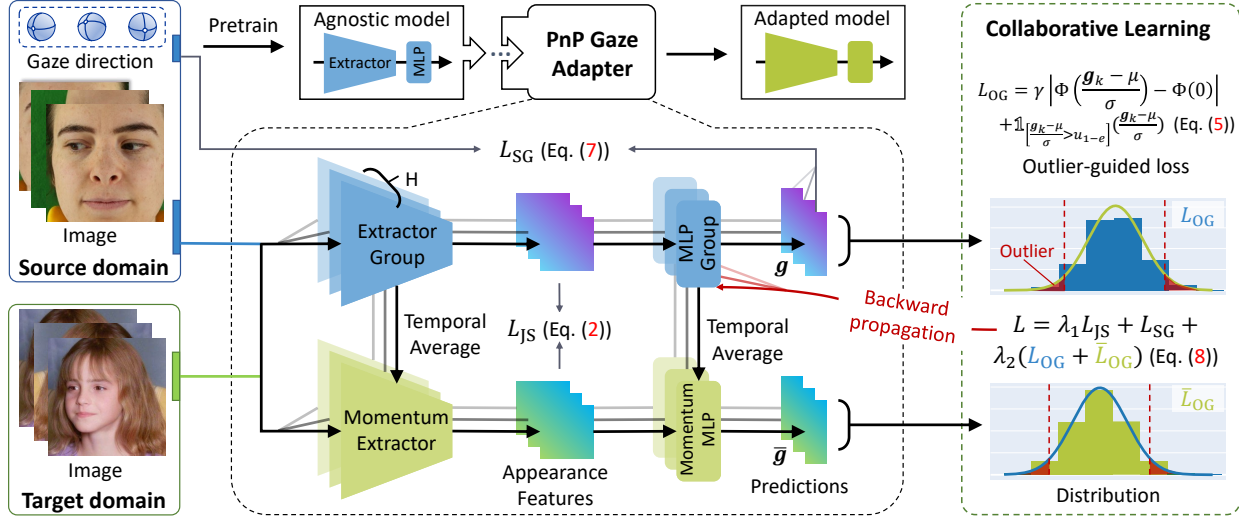 Gaze direction
Image
Source domain
Image
Target domain
Pretrain
Agnostic model
Extractor
MLP
...
PnP Gaze
Adapter
Adapted model
L_SG (Eq. (7))
H
Extractor
Group
MLP
Group
g
Temporal
Average
L_JS (Eq. (2))
Temporal
Average
Backward
propagation
Momentum
Extractor
Momentum
MLP
ḡ
Appearance
Features
Predictions
Collaborative Learning
L_OG = γ |Φ((g_k − μ)/σ) − Φ(0)|
+𝟙_[(g_k−μ)/σ>u_{1−e}]((g_k−μ)/σ) (Eq. (5))
Outlier-guided loss
L_OG
Outlier
L = λ_1L_JS + L_SG +
λ_2(L_OG + L̄_OG) (Eq. (8))
L̄_OG
Distribution